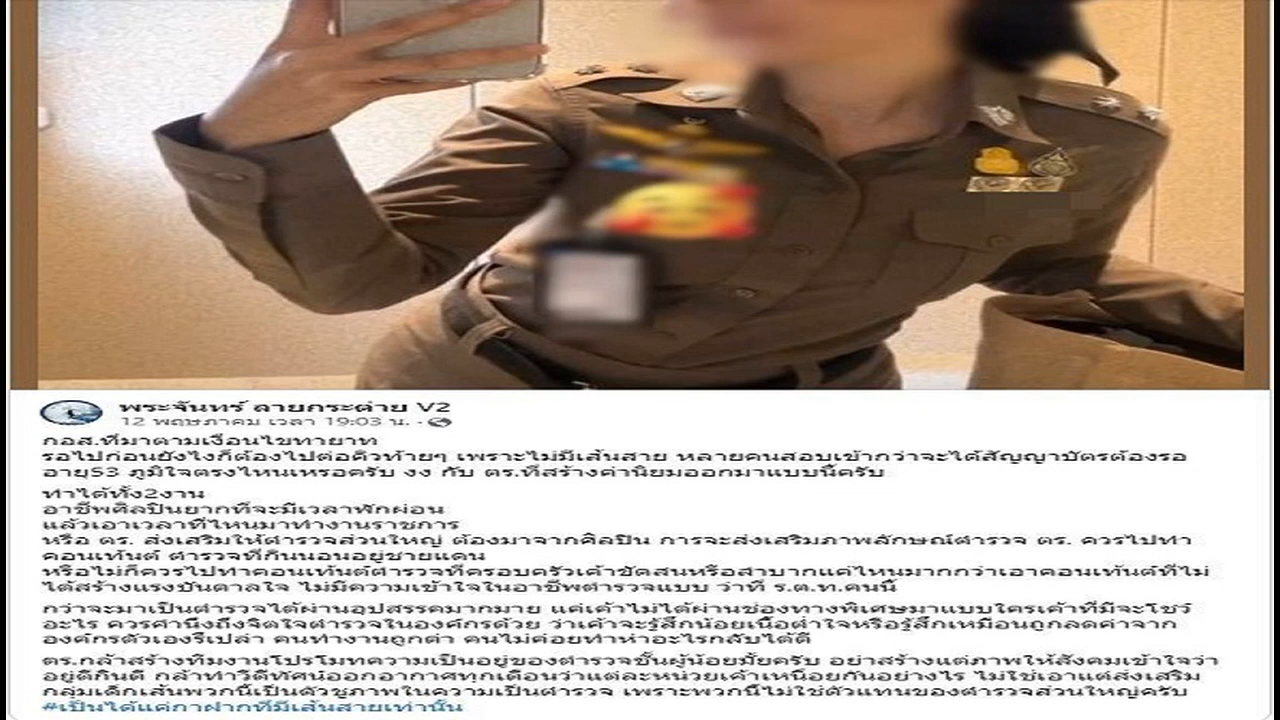 พระจันทร์ ลายกระต่าย V2
12 พฤษภาคม เวลา 19:03 น.
กอส.ที่มาตามเงื่อนไขทายาท
รอไปก่อนยังไงก็ต้องไปต่อคิวท้ายๆ เพราะไม่มีเส้นสาย หลายคนสอบเข้ากว่าจะได้สัญญาบัตรต้องรอ
อายุ53 ภูมิใจตรงไหนเหรอครับ งง กับ ตร.ที่สร้างค่านิยมออกมาแบบนี้ครับ
ทำได้ทั้ง2งาน
อาชีพศิลปินยากที่จะมีเวลาพักผ่อน
แล้วเอาเวลาที่ไหนมาทำงานราชการ
หรือ ตร. ส่งเสริมให้ตำรวจส่วนใหญ่ ต้องมาจากศิลปิน การจะส่งเสริมภาพลักษณ์ตำรวจ ตร. ควรไปทำ
คอนเท้นต์ ตำรวจที่กินนอนอยู่ชายแดน
หรือไม่ก็ควรไปทำคอนเท้นต์ตำรวจที่ครอบครัวเค้าขัดสนหรือลำบากแค่ไหนมากกว่าเอาคอนเท้นต์ที่ไม่
ได้สร้างแรงบันดาลใจ ไม่มีความเข้าใจในอาชีพตำรวจแบบ ว่าที่ ร.ต.ท.คนนี้
กว่าจะมาเป็นตำรวจได้ผ่านอุปสรรคมากมาย แต่เค้าไม่ได้ผ่านช่องทางพิเศษมาแบบใครเค้าที่มีจะโชว์
อะไร ควรคำนึงถึงจิตใจตำรวจในองค์กรด้วย ว่าเค้าจะรู้สึกน้อยเนื้อต่ำใจหรือรู้สึกเหมือนถูกลดค่าจาก
องค์กรตัวเองรึเปล่า คนทำงานถูกด่า คนไม่ค่อยทำห่าอะไรกลับได้ดี
ตร.กล้าสร้างทีมงานโปรโมทความเป็นอยู่ของตำรวจชั้นผู้น้อยมั้ยครับ อย่าสร้างแต่ภาพให้สังคมเข้าใจว่า
อยู่ดีกินดี กล้าทำวีดีทัศน์ออกอากาศทุกเดือนว่าแต่ละหน่วยเค้าเหนื่อยกันอย่างไร ไม่ใช่เอาแต่ส่งเสริม
กลุ่มเด็กเส้นพวกนี้เป็นตัวชูภาพในความเป็นตำรวจ เพราะพวกนี้ไม่ใช่ตัวแทนของตำรวจส่วนใหญ่ครับ
#เป็นได้แค่กาฝากที่มีเส้นสายเท่านั้น